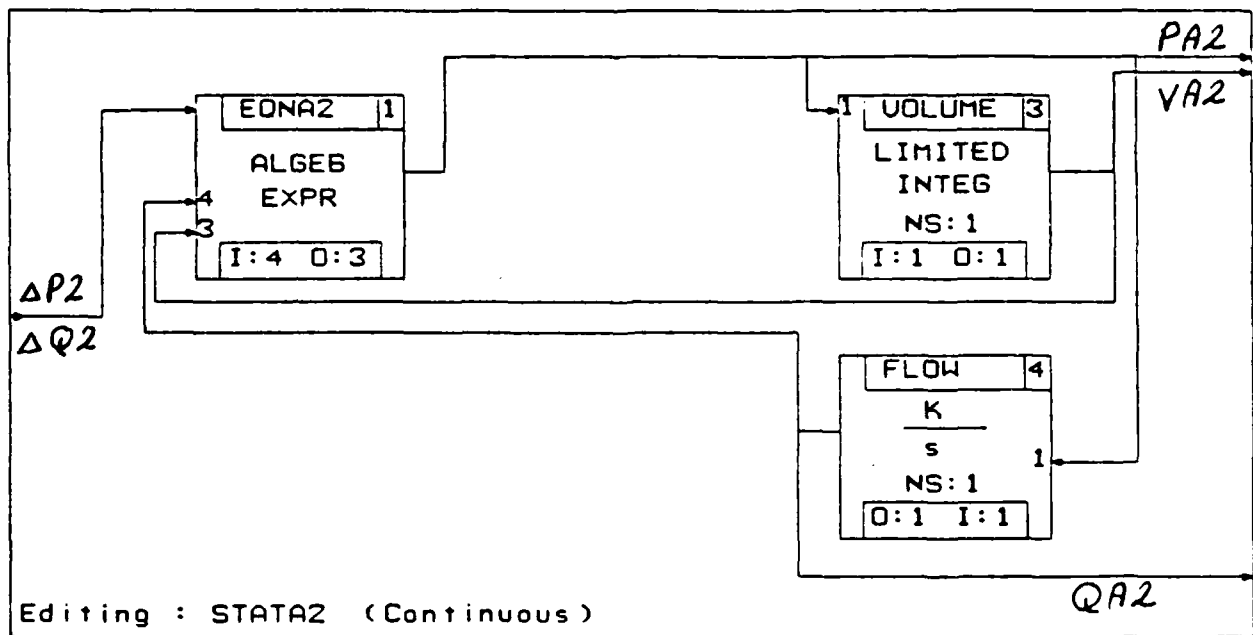 PA2
VA2
EQNA2 1
ALGEB
EXPR
4
3
I:4 O:3
1 VOLUME 3
LIMITED
INTEG
NS:1
I:1 O:1
ΔP2
ΔQ2
FLOW 4
K
s
1
NS:1
O:1 I:1
QA2
Editing : STATA2 (Continuous)